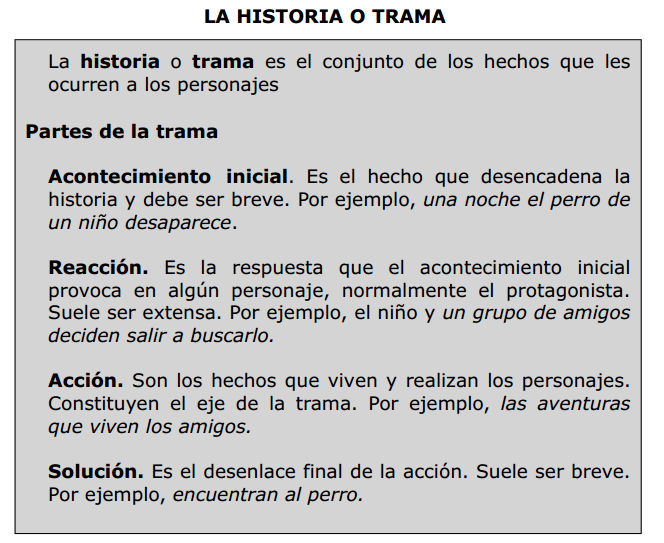 LA HISTORIA O TRAMA
La historia o trama es el conjunto de los hechos que les
ocurren a los personajes
Partes de la trama
Acontecimiento inicial. Es el hecho que desencadena la
historia y debe ser breve. Por ejemplo, una noche el perro de
un niño desaparece.
Reacción. Es la respuesta que el acontecimiento inicial
provoca en algún personaje, normalmente el protagonista.
Suele ser extensa. Por ejemplo, el niño y un grupo de amigos
deciden salir a buscarlo.
Acción. Son los hechos que viven y realizan los personajes.
Constituyen el eje de la trama. Por ejemplo, las aventuras
que viven los amigos.
Solución. Es el desenlace final de la acción. Suele ser breve.
Por ejemplo, encuentran al perro.